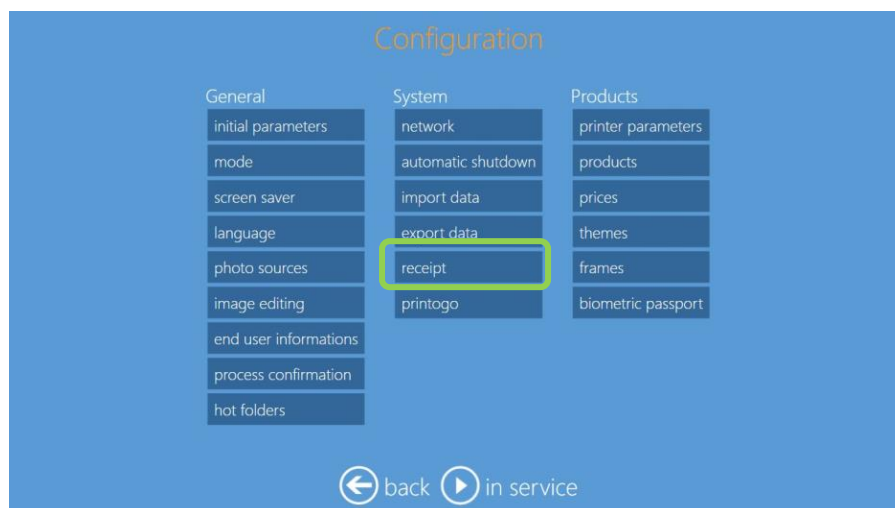 Configuration
General
initial parameters
mode
screen saver
language
photo sources
image editing
end user informations
process confirmation
hot folders
System
network
automatic shutdown
import data
export data
receipt
printogo
Products
printer parameters
products
prices
themes
frames
biometric passport
back in service